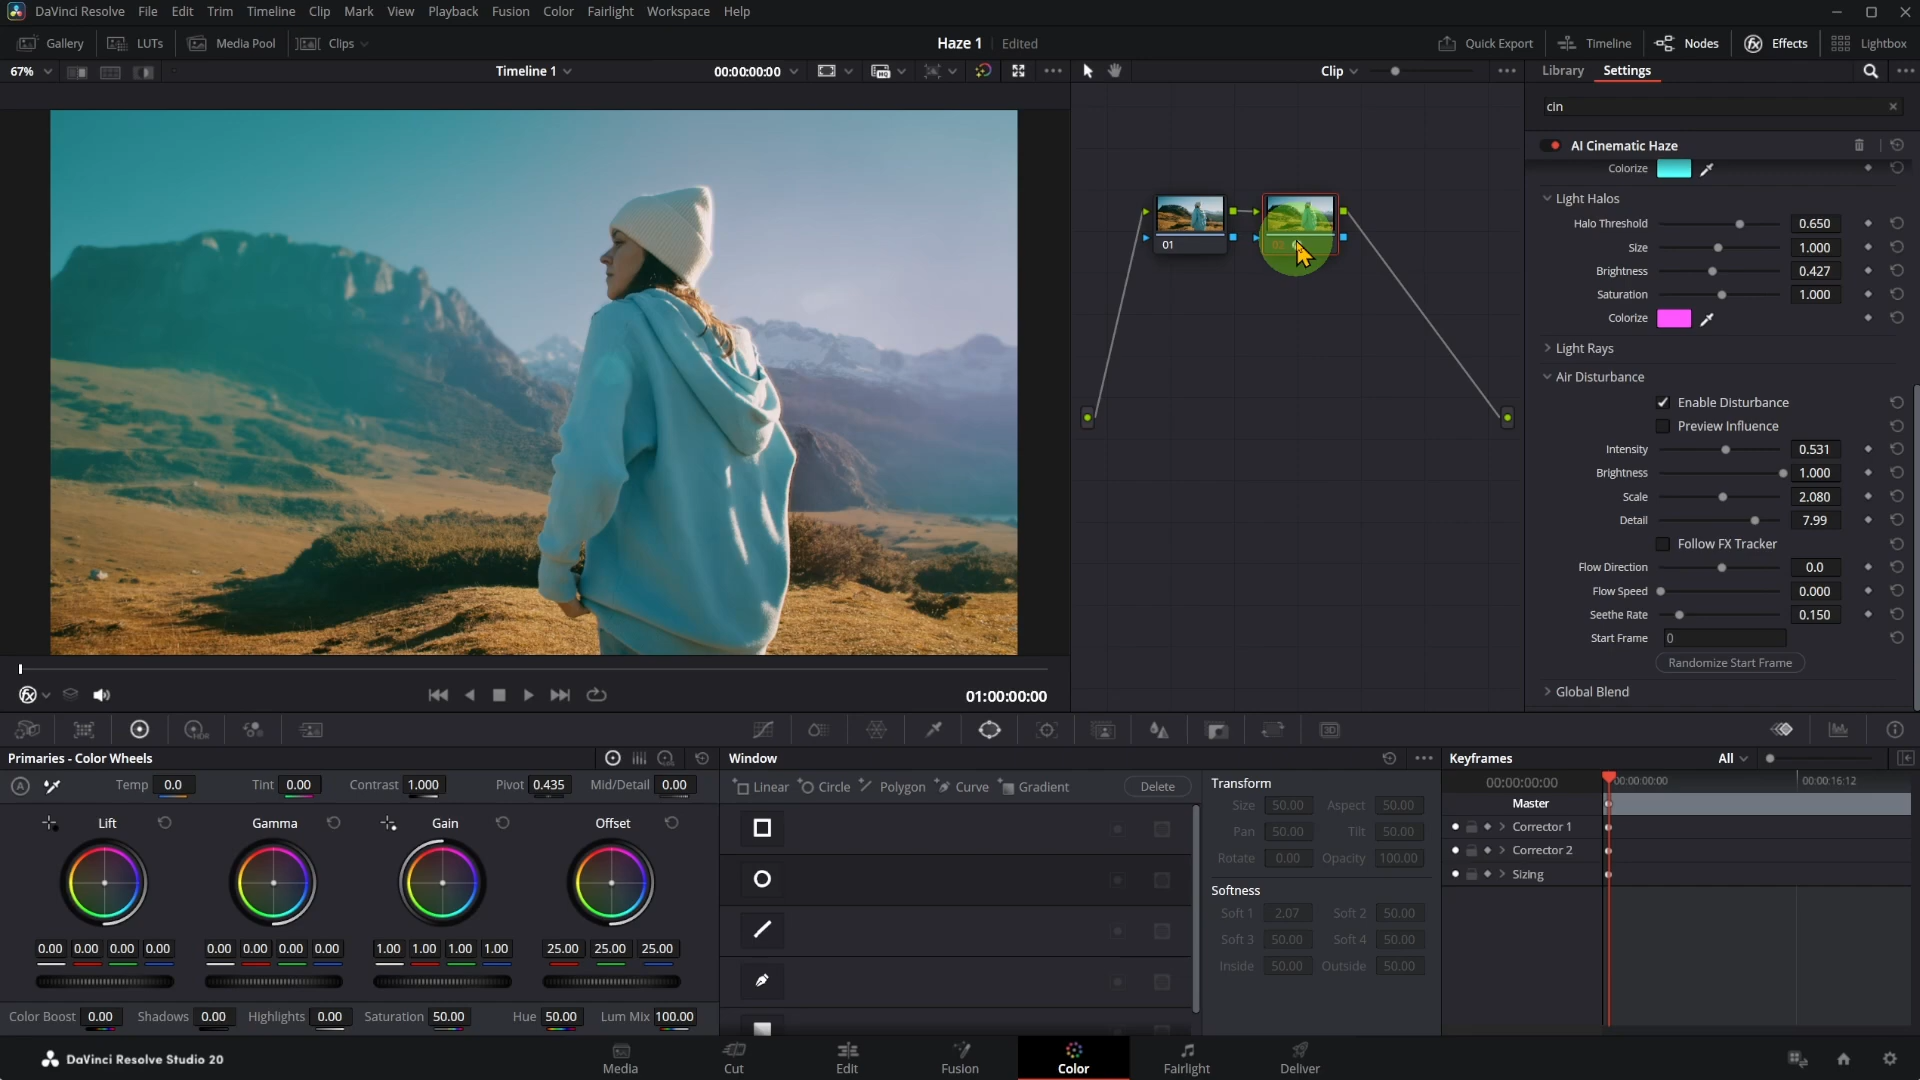 DaVinci Resolve File Edit Trim Timeline Clip Mark View Playback Fusion Color Fairlight Workspace Help
Gallery LUTs Media Pool Clips Haze 1 Edited Quick Export Timeline Nodes Effects Lightbox
67% Timeline 1 00:00:00:00 HQ Clip Library Settings
cin
AI Cinematic Haze
Colorize
Light Halos
Halo Threshold 0.650
Size 1.000
Brightness 0.427
Saturation 1.000
Colorize
Light Rays
Air Disturbance
Enable Disturbance
Preview Influence
Intensity 0.531
Brightness 1.000
Scale 2.080
Detail 7.99
Follow FX Tracker
Flow Direction 0.0
Flow Speed 0.000
Seethe Rate 0.150
Start Frame 0
Randomize Start Frame
Global Blend
01 02
01:00:00:00
HDR
3D
Primaries - Color Wheels
Temp 0.0 Tint 0.00 Contrast 1.000 Pivot 0.435 Mid/Detail 0.00
Lift Gamma Gain Offset
0.00 0.00 0.00 0.00 0.00 0.00 0.00 0.00 1.00 1.00 1.00 1.00 25.00 25.00 25.00
Color Boost 0.00 Shadows 0.00 Highlights 0.00 Saturation 50.00 Hue 50.00 Lum Mix 100.00
Window
Linear Circle Polygon Curve Gradient Delete
Transform
Size 50.00 Aspect 50.00
Pan 50.00 Tilt 50.00
Rotate 0.00 Opacity 100.00
Softness
Soft 1 2.07 Soft 2 50.00
Soft 3 50.00 Soft 4 50.00
Inside 50.00 Outside 50.00
Keyframes All
00:00:00:00 00:00:00:00 00:00:16:12
Master
Corrector 1
Corrector 2
Sizing
DaVinci Resolve Studio 20
Media Cut Edit Fusion Color Fairlight Deliver